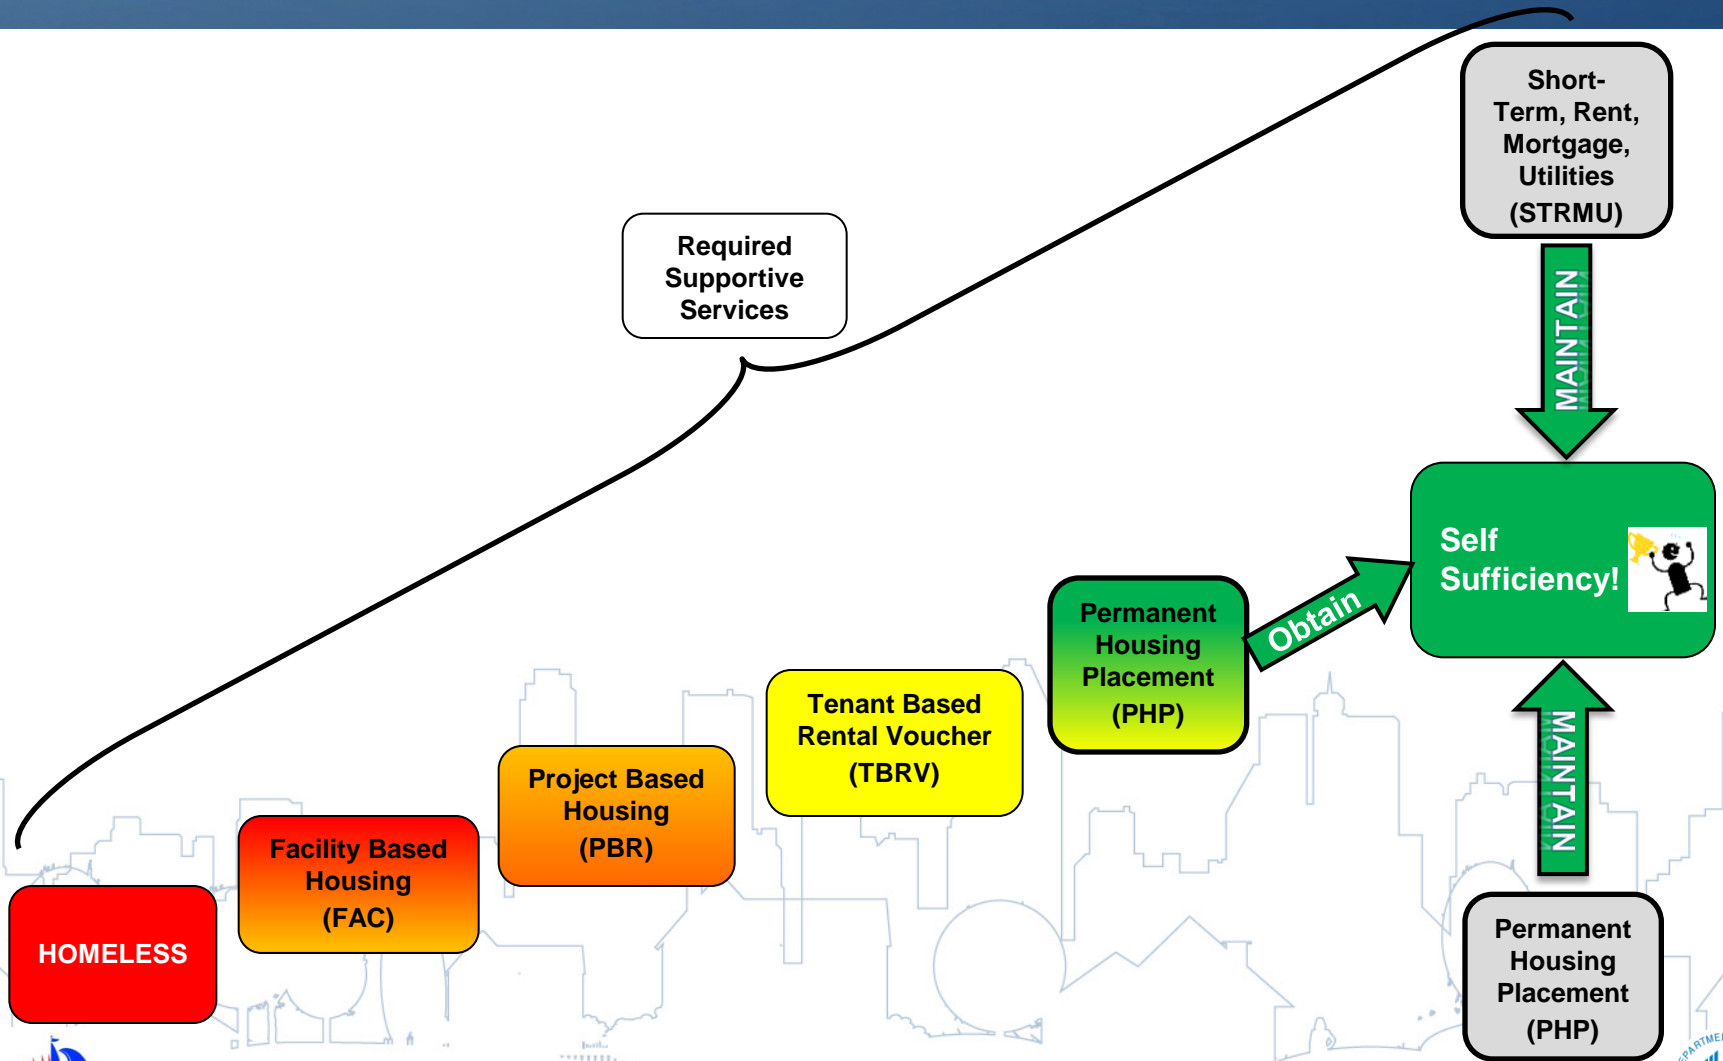 Short-
Term, Rent,
Mortgage,
Utilities
(STRMU)
Required
Supportive
Services
MAINTAIN
Self
Sufficiency!
Permanent
Housing
Placement
(PHP)
Obtain
Tenant Based
Rental Voucher
(TBRV)
Project Based
Housing
(PBR)
Facility Based
Housing
(FAC)
HOMELESS
MAINTAIN
Permanent
Housing
Placement
(PHP)